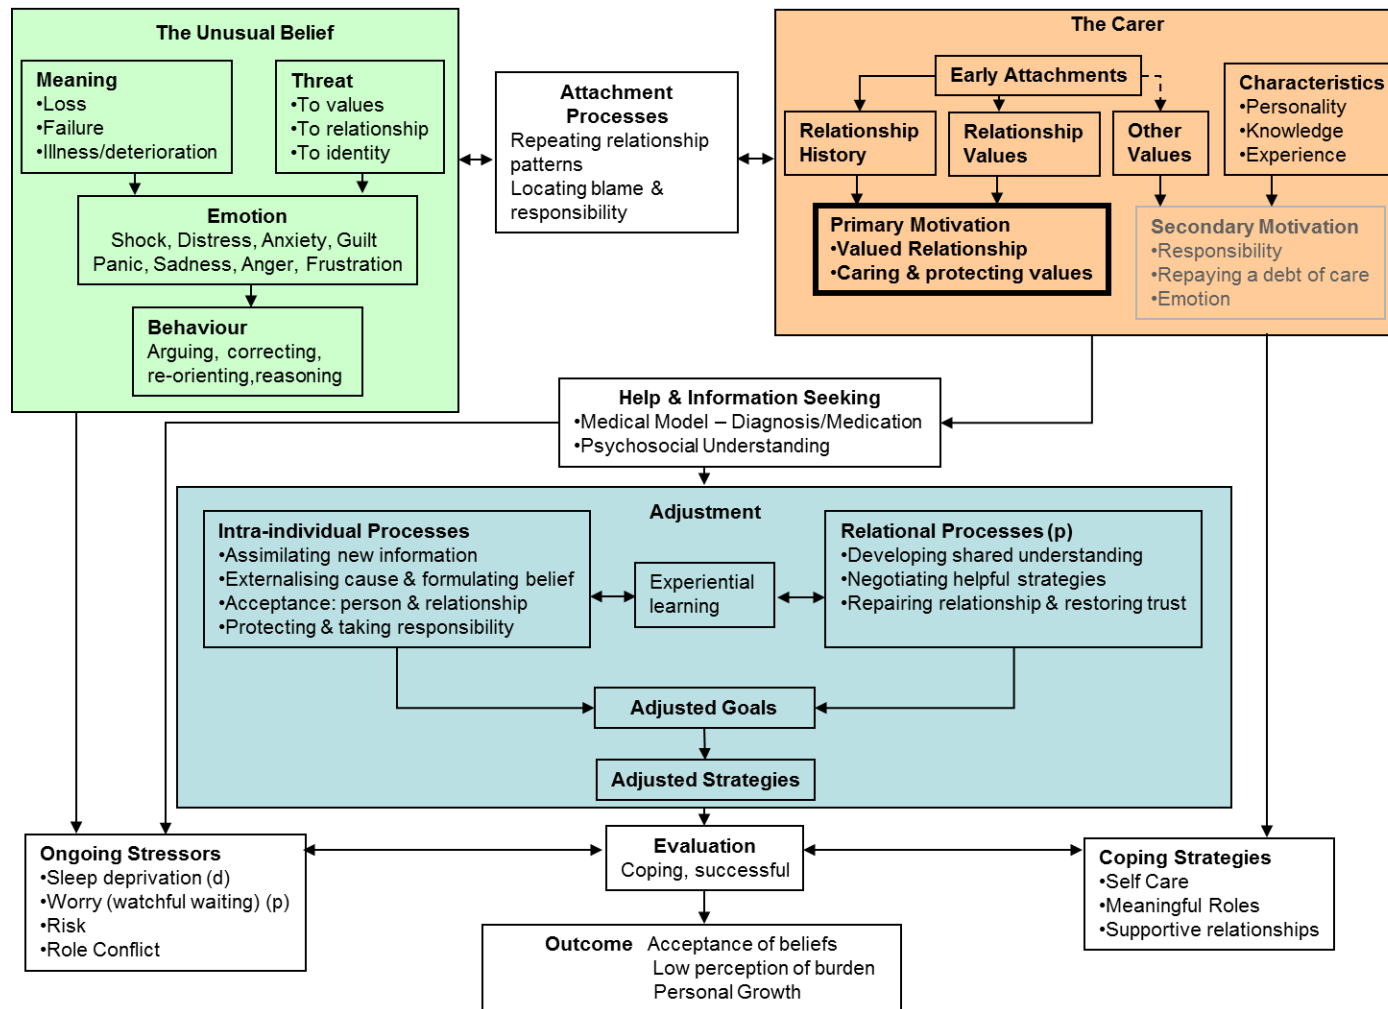 The Unusual Belief
Meaning
•Loss
•Failure
•Illness/deterioration
Threat
•To values
•To relationship
•To identity
Emotion
Shock, Distress, Anxiety, Guilt
Panic, Sadness, Anger, Frustration
Behaviour
Arguing, correcting,
re-orienting,reasoning
Attachment
Processes
Repeating relationship
patterns
Locating blame &
responsibility
The Carer
Early Attachments
Characteristics
•Personality
•Knowledge
•Experience
Relationship
History
Relationship
Values
Other
Values
Primary Motivation
•Valued Relationship
•Caring & protecting values
Secondary Motivation
•Responsibility
•Repaying a debt of care
•Emotion
Help & Information Seeking
•Medical Model – Diagnosis/Medication
•Psychosocial Understanding
Adjustment
Intra-individual Processes
•Assimilating new information
•Externalising cause & formulating belief
•Acceptance: person & relationship
•Protecting & taking responsibility
Experiential
learning
Relational Processes (p)
•Developing shared understanding
•Negotiating helpful strategies
•Repairing relationship & restoring trust
Adjusted Goals
Adjusted Strategies
Ongoing Stressors
•Sleep deprivation (d)
•Worry (watchful waiting) (p)
•Risk
•Role Conflict
Evaluation
Coping, successful
Coping Strategies
•Self Care
•Meaningful Roles
•Supportive relationships
Outcome Acceptance of beliefs
Low perception of burden
Personal Growth